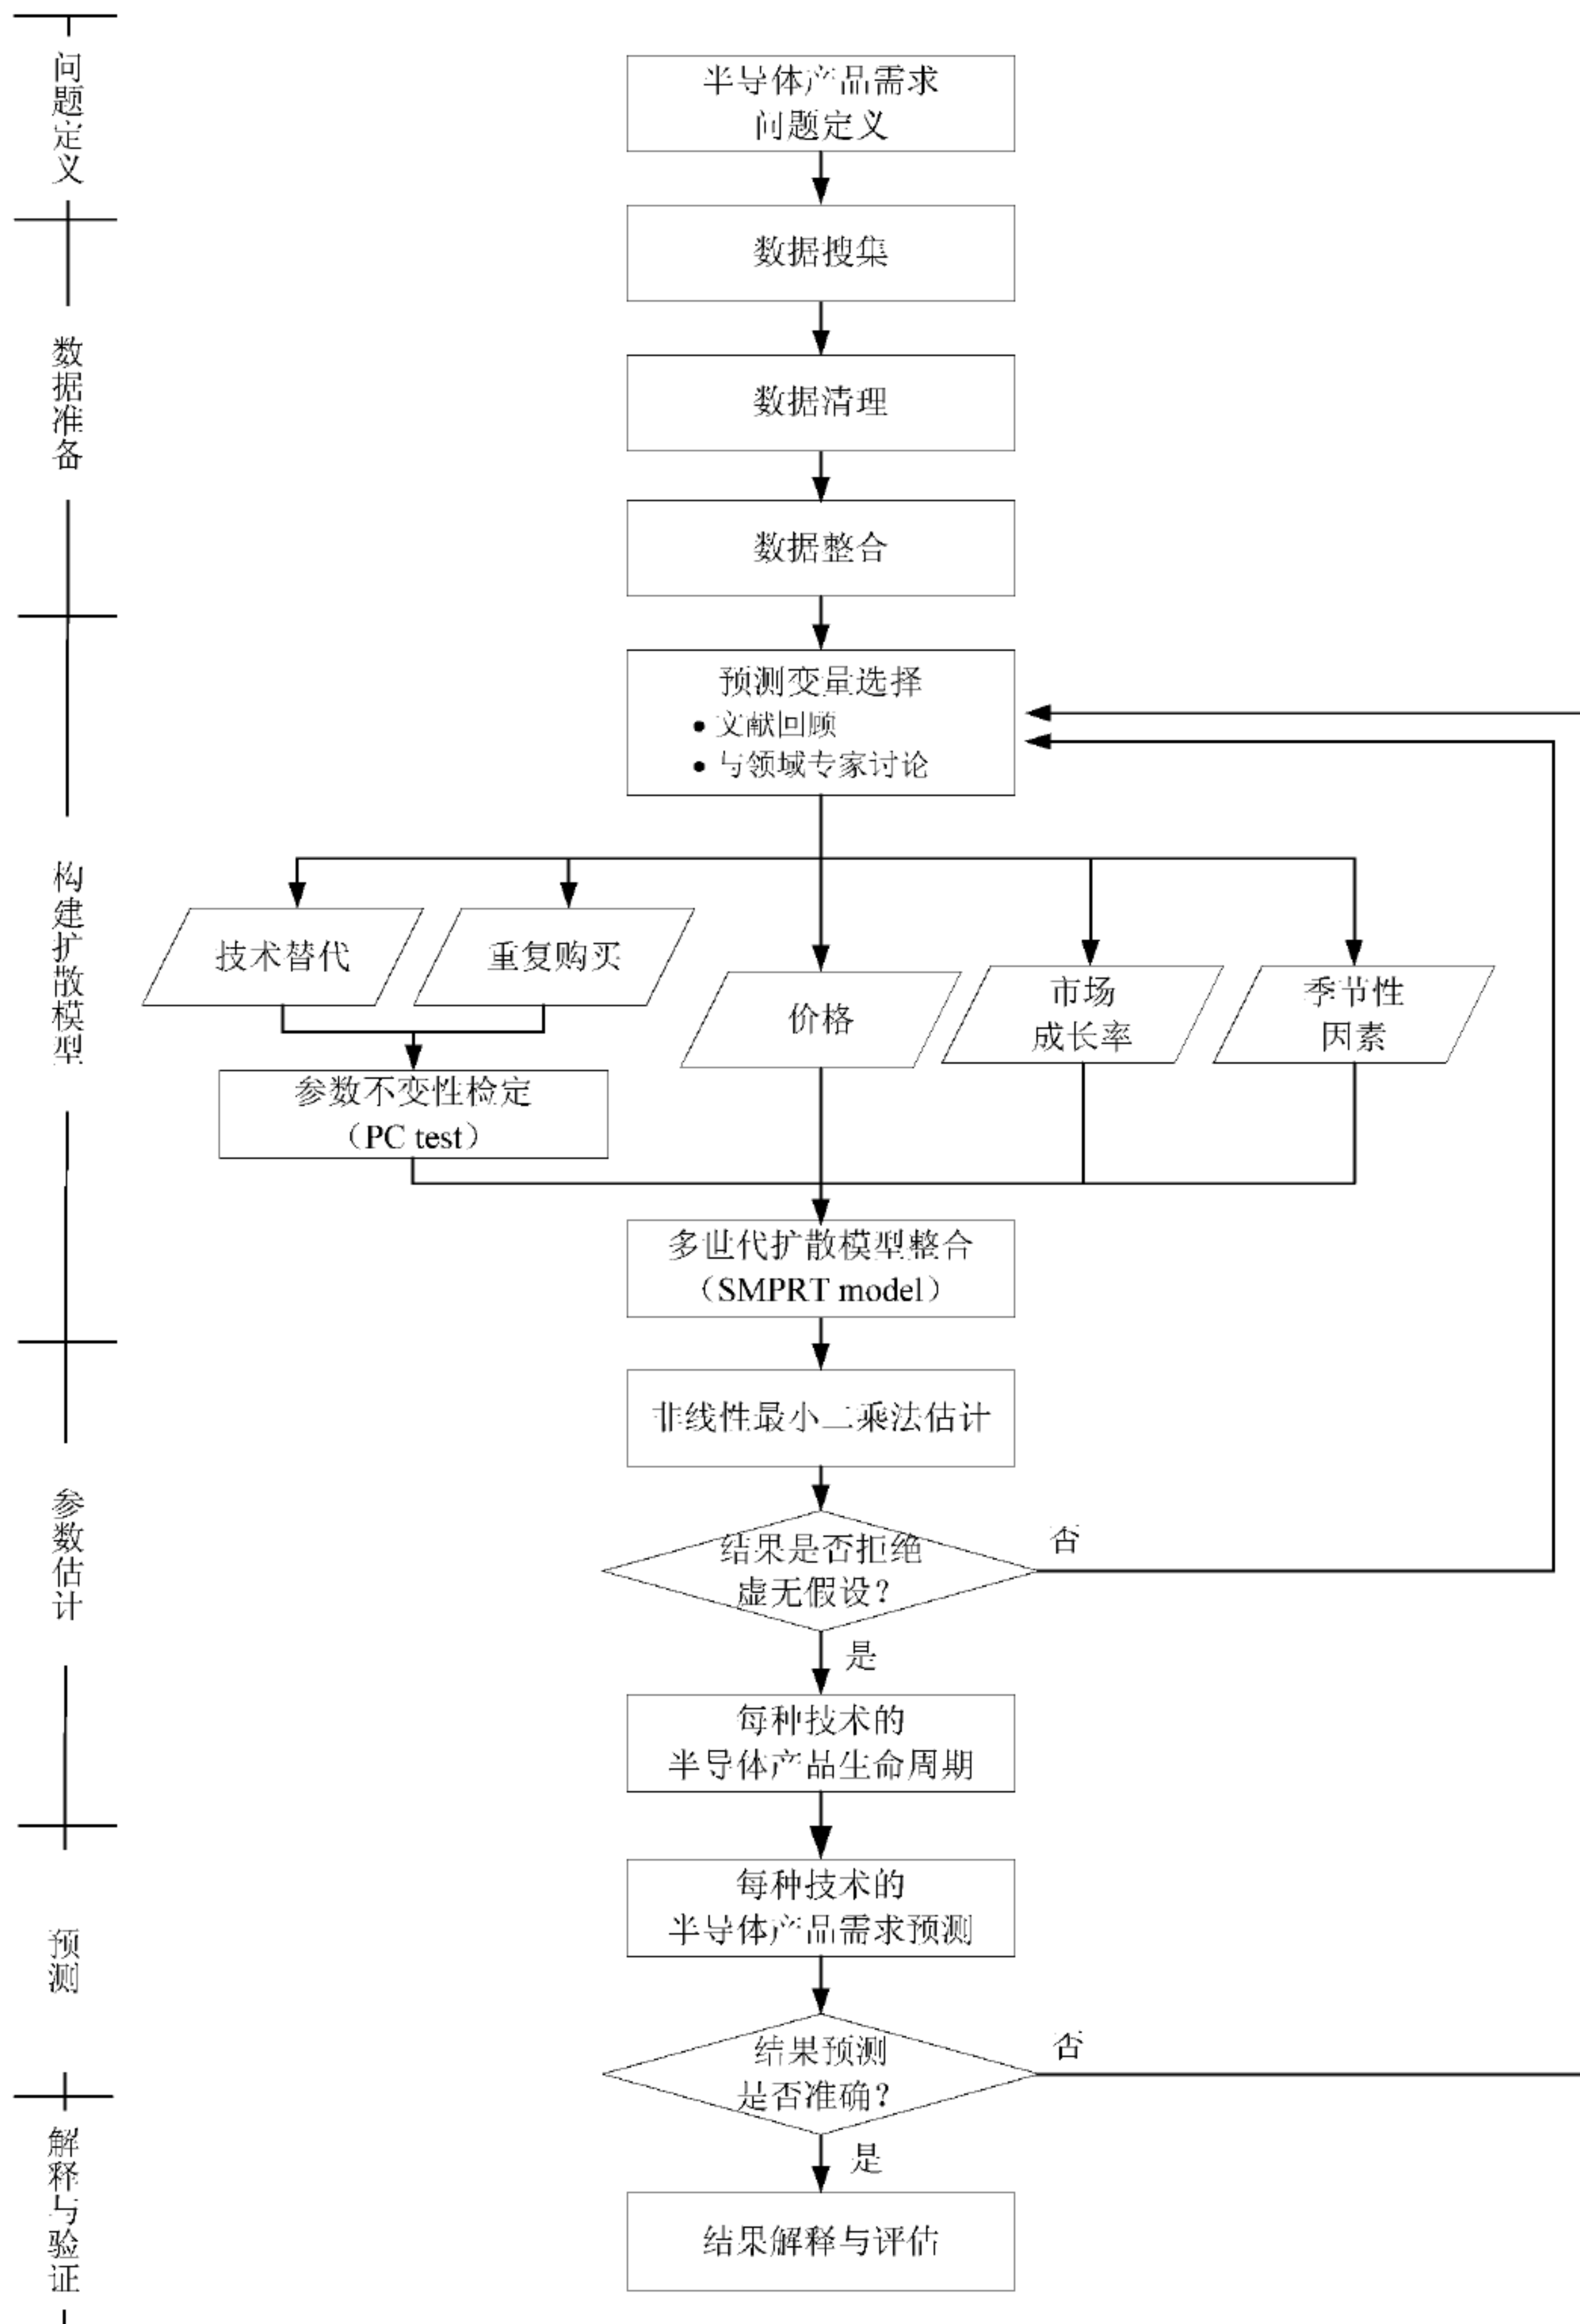 问题定义
半导体产品需求
问题定义
数据准备
数据搜集
数据清理
数据整合
构建扩散模型
预测变量选择
• 文献回顾
• 与领域专家讨论
技术替代
重复购买
价格
市场
成长率
季节性
因素
参数不变性检定
（PC test）
多世代扩散模型整合
（SMPRT model）
参数估计
非线性最小二乘法估计
结果是否拒绝
虚无假设？
否
是
每种技术的
半导体产品生命周期
预测
每种技术的
半导体产品需求预测
结果预测
是否准确？
否
是
解释与验证
结果解释与评估